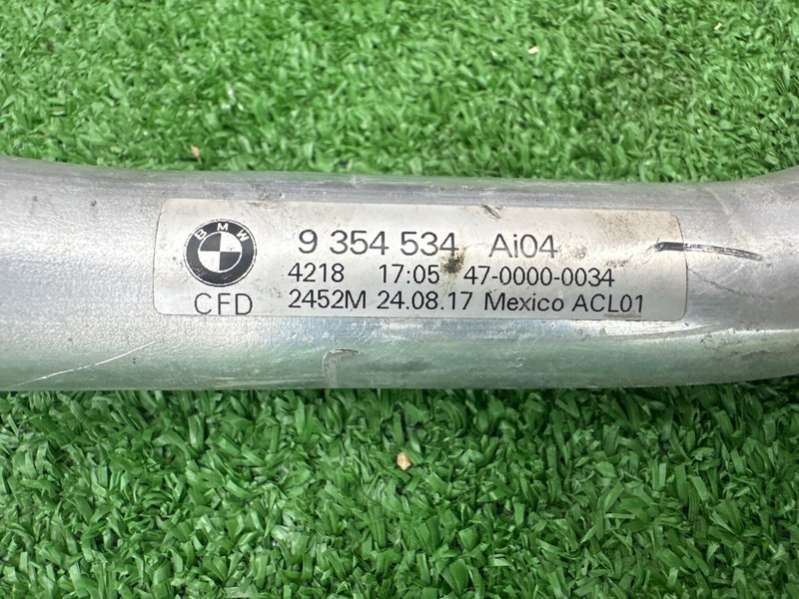 BMW
9 354 534 Ai04
4218 17:05 47-0000-0034
CFD 2452M 24.08.17 Mexico ACL01